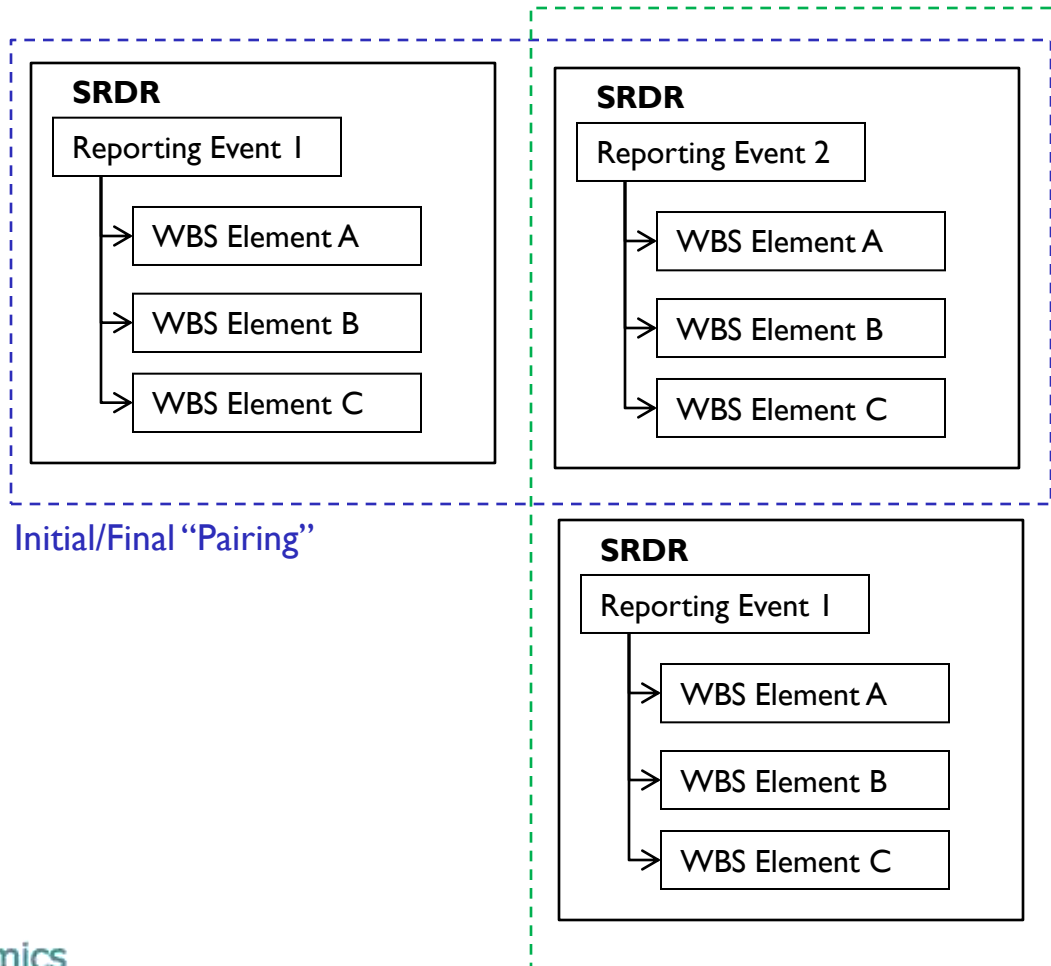 SRDR
Reporting Event 1
WBS Element A
WBS Element B
WBS Element C
SRDR
Reporting Event 2
WBS Element A
WBS Element B
WBS Element C
Initial/Final “Pairing”
SRDR
Reporting Event 1
WBS Element A
WBS Element B
WBS Element C
mics